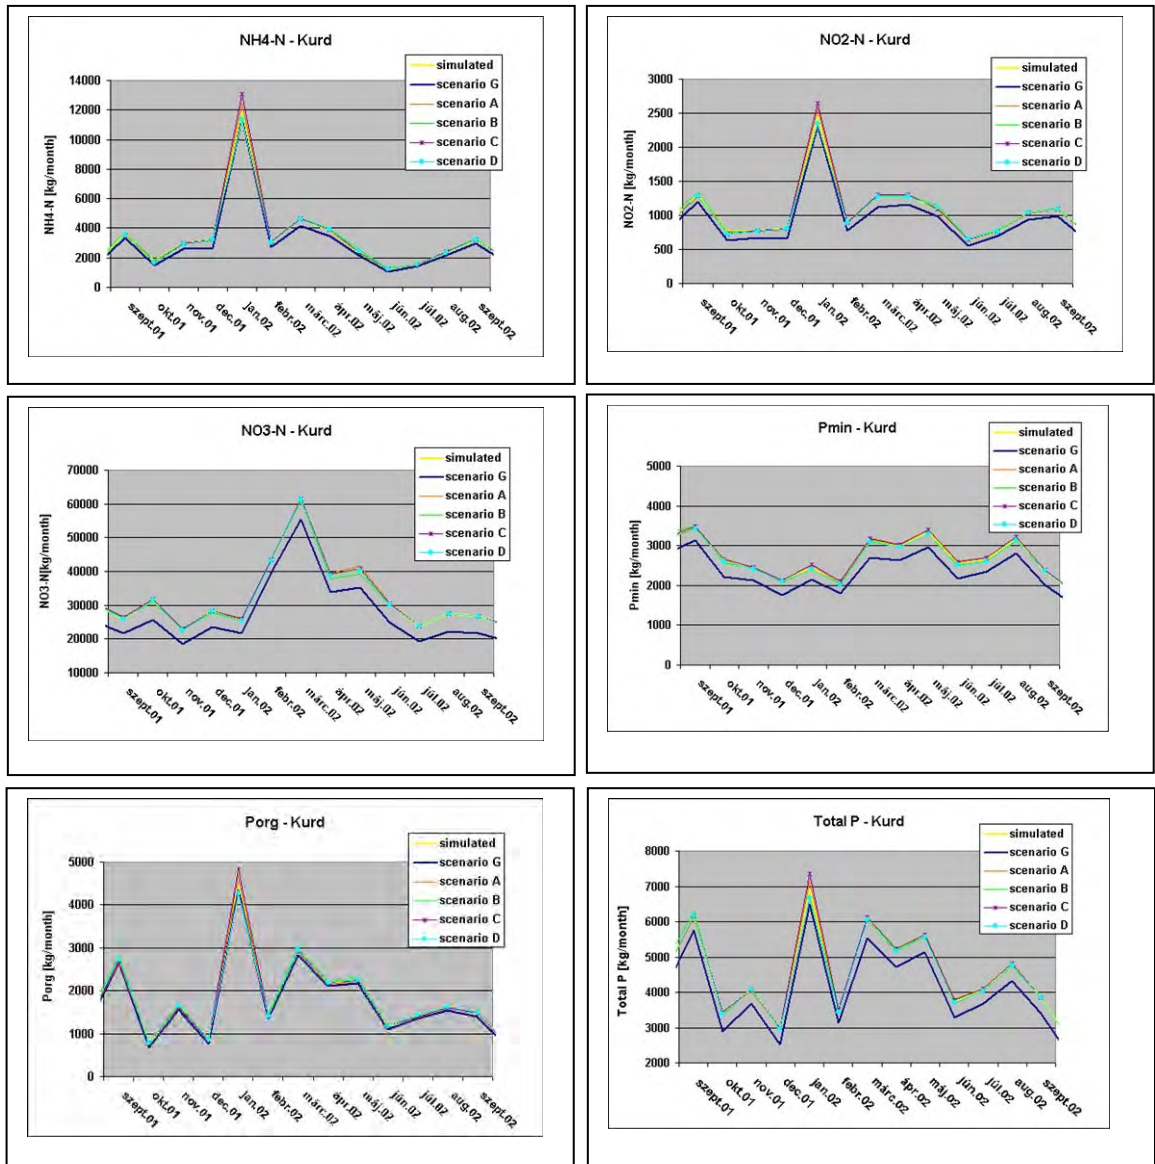 NH4-N - Kurd
simulated
scenario G
scenario A
scenario B
scenario C
scenario D
NH4-N [kg/month]
14000
12000
10000
8000
6000
4000
2000
0
szept.01
okt.01
nov.01
dec.01
jan.02
febr.02
márc.02
ápr.02
máj.02
jún.02
júl.02
aug.02
szept.02
NO2-N - Kurd
simulated
scenario G
scenario A
scenario B
scenario C
scenario D
NO2-N [kg/month]
3000
2500
2000
1500
1000
500
0
szept.01
okt.01
nov.01
dec.01
jan.02
febr.02
márc.02
ápr.02
máj.02
jún.02
júl.02
aug.02
szept.02
NO3-N - Kurd
simulated
scenario G
scenario A
scenario B
scenario C
scenario D
NO3-N[kg/month]
70000
60000
50000
40000
30000
20000
10000
szept.01
okt.01
nov.01
dec.01
jan.02
febr.02
márc.02
ápr.02
máj.02
jún.02
júl.02
aug.02
szept.02
Pmin - Kurd
simulated
scenario G
scenario A
scenario B
scenario C
scenario D
Pmin [kg/month]
5000
4000
3000
2000
1000
0
szept.01
okt.01
nov.01
dec.01
jan.02
febr.02
márc.02
ápr.02
máj.02
jún.02
júl.02
aug.02
szept.02
Porg - Kurd
simulated
scenario G
scenario A
scenario B
scenario C
scenario D
Porg [kg/month]
5000
4000
3000
2000
1000
0
szept.01
okt.01
nov.01
dec.01
jan.02
febr.02
márc.02
ápr.02
máj.02
jún.02
júl.02
aug.02
szept.02
Total P - Kurd
simulated
scenario G
scenario A
scenario B
scenario C
scenario D
Total P [kg/month]
8000
7000
6000
5000
4000
3000
2000
szept.01
okt.01
nov.01
dec.01
jan.02
febr.02
márc.02
ápr.02
máj.02
jún.02
júl.02
aug.02
szept.02